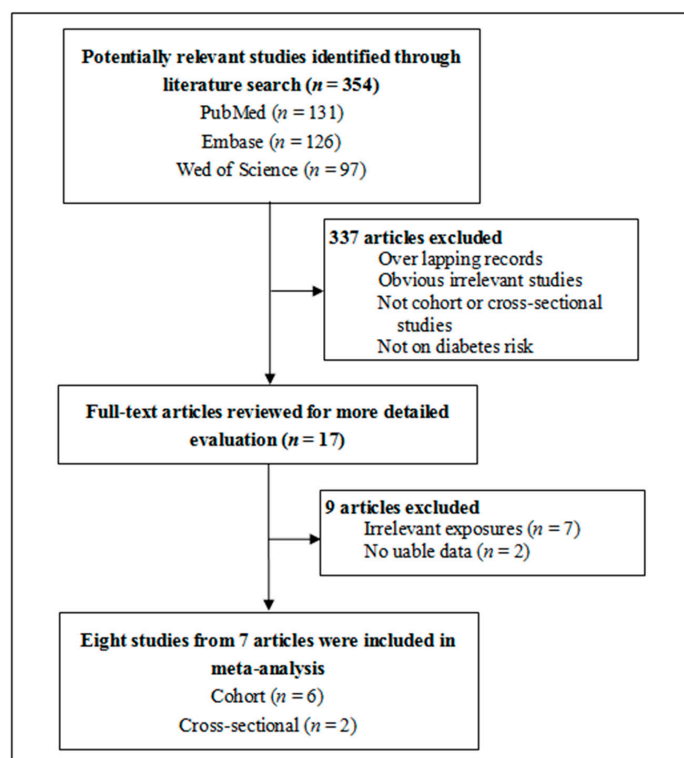 Potentially relevant studies identified through
literature search (n = 354)
PubMed (n = 131)
Embase (n = 126)
Wed of Science (n = 97)
337 articles excluded
Over lapping records
Obvious irrelevant studies
Not cohort or cross-sectional
studies
Not on diabetes risk
Full-text articles reviewed for more detailed
evaluation (n = 17)
9 articles excluded
Irrelevant exposures (n = 7)
No uable data (n = 2)
Eight studies from 7 articles were included in
meta-analysis
Cohort (n = 6)
Cross-sectional (n = 2)